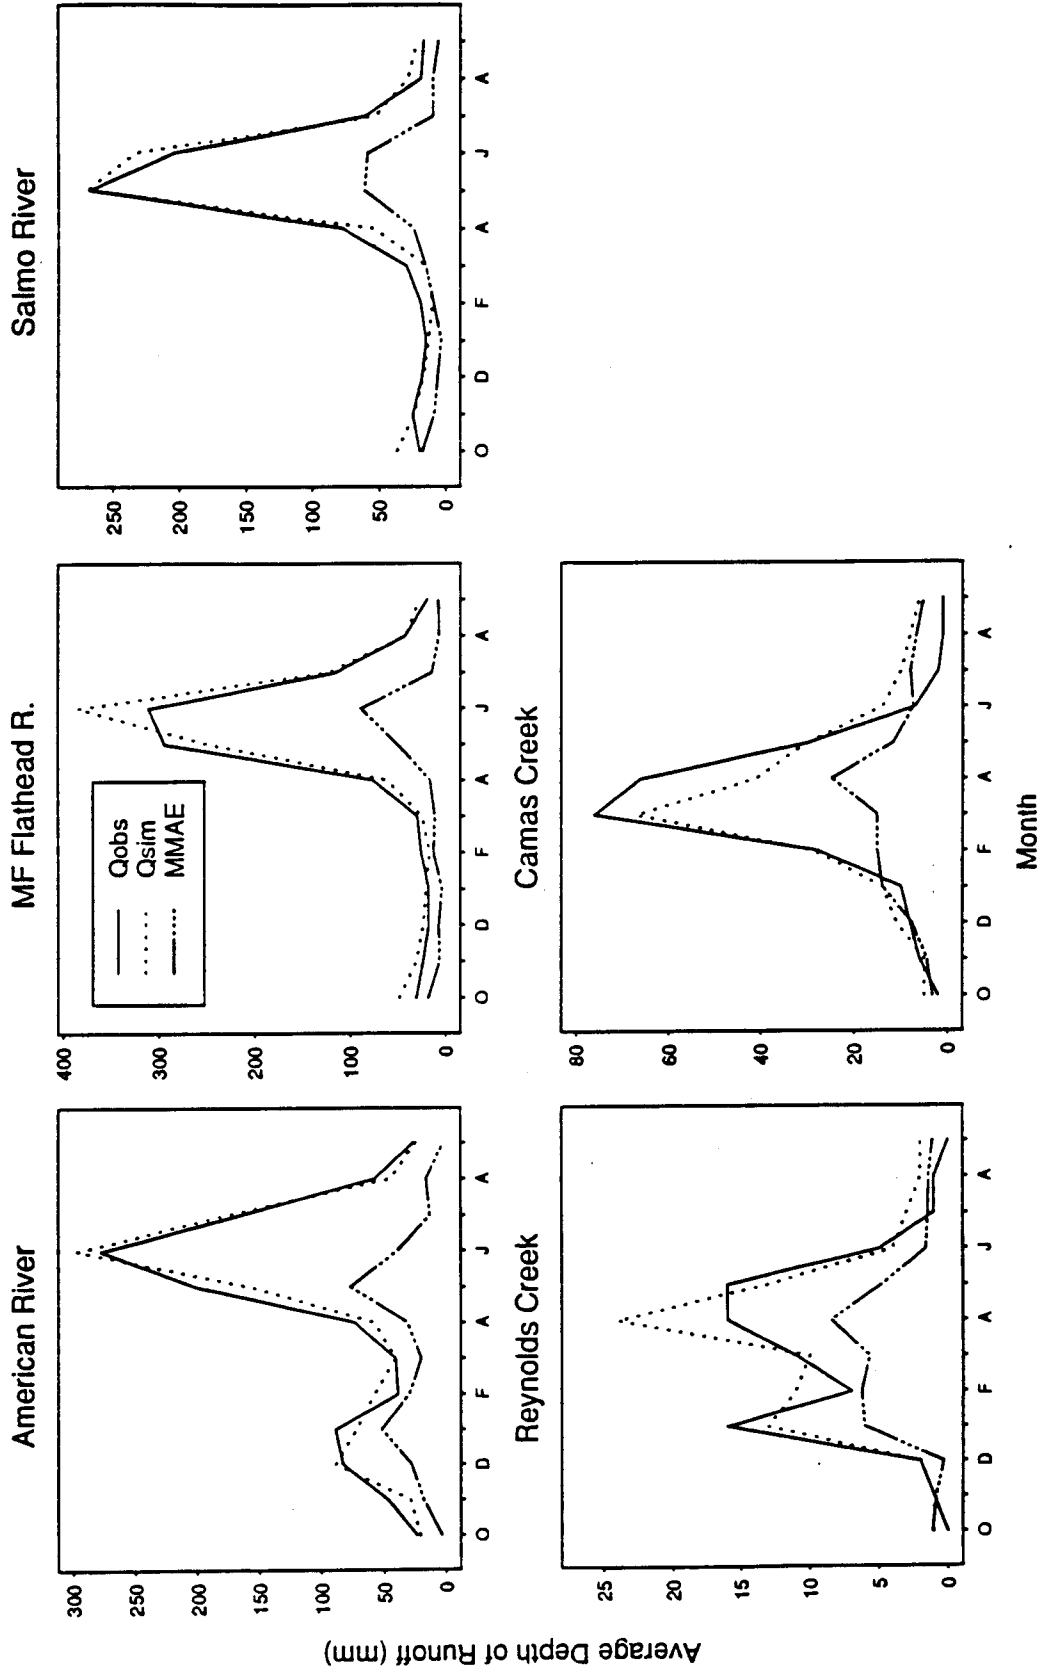 American River
MF Flathead R.
Salmo River
300
250
200
150
100
50
0
O
D
F
A
J
A
400
300
200
100
0
Qobs
Qsim
MMAE
O
D
F
A
J
A
250
200
150
100
50
0
O
D
F
A
J
A
Reynolds Creek
Camas Creek
25
20
15
10
5
0
O
D
F
A
J
A
80
60
40
20
0
O
D
F
A
J
A
Average Depth of Runoff (mm)
Month